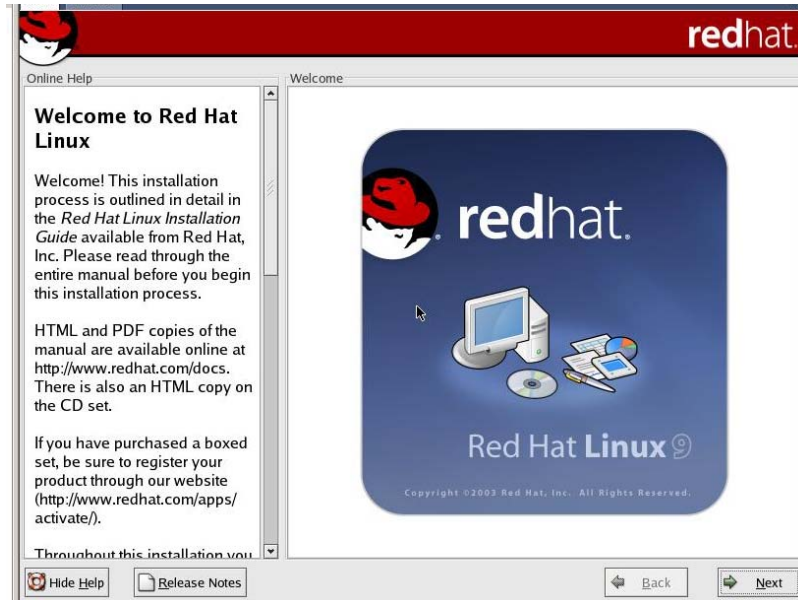 redhat.
Online Help
Welcome
Welcome to Red Hat
Linux
Welcome! This installation
process is outlined in detail in
the Red Hat Linux Installation
Guide available from Red Hat,
Inc. Please read through the
entire manual before you begin
this installation process.
HTML and PDF copies of the
manual are available online at
http://www.redhat.com/docs.
There is also an HTML copy on
the CD set.
If you have purchased a boxed
set, be sure to register your
product through our website
(http://www.redhat.com/apps/
activate/).
Throughout this installation you
redhat.
Red Hat Linux 9
Copyright ©2003 Red Hat, Inc. All Rights Reserved.
Hide Help
Release Notes
Back
Next